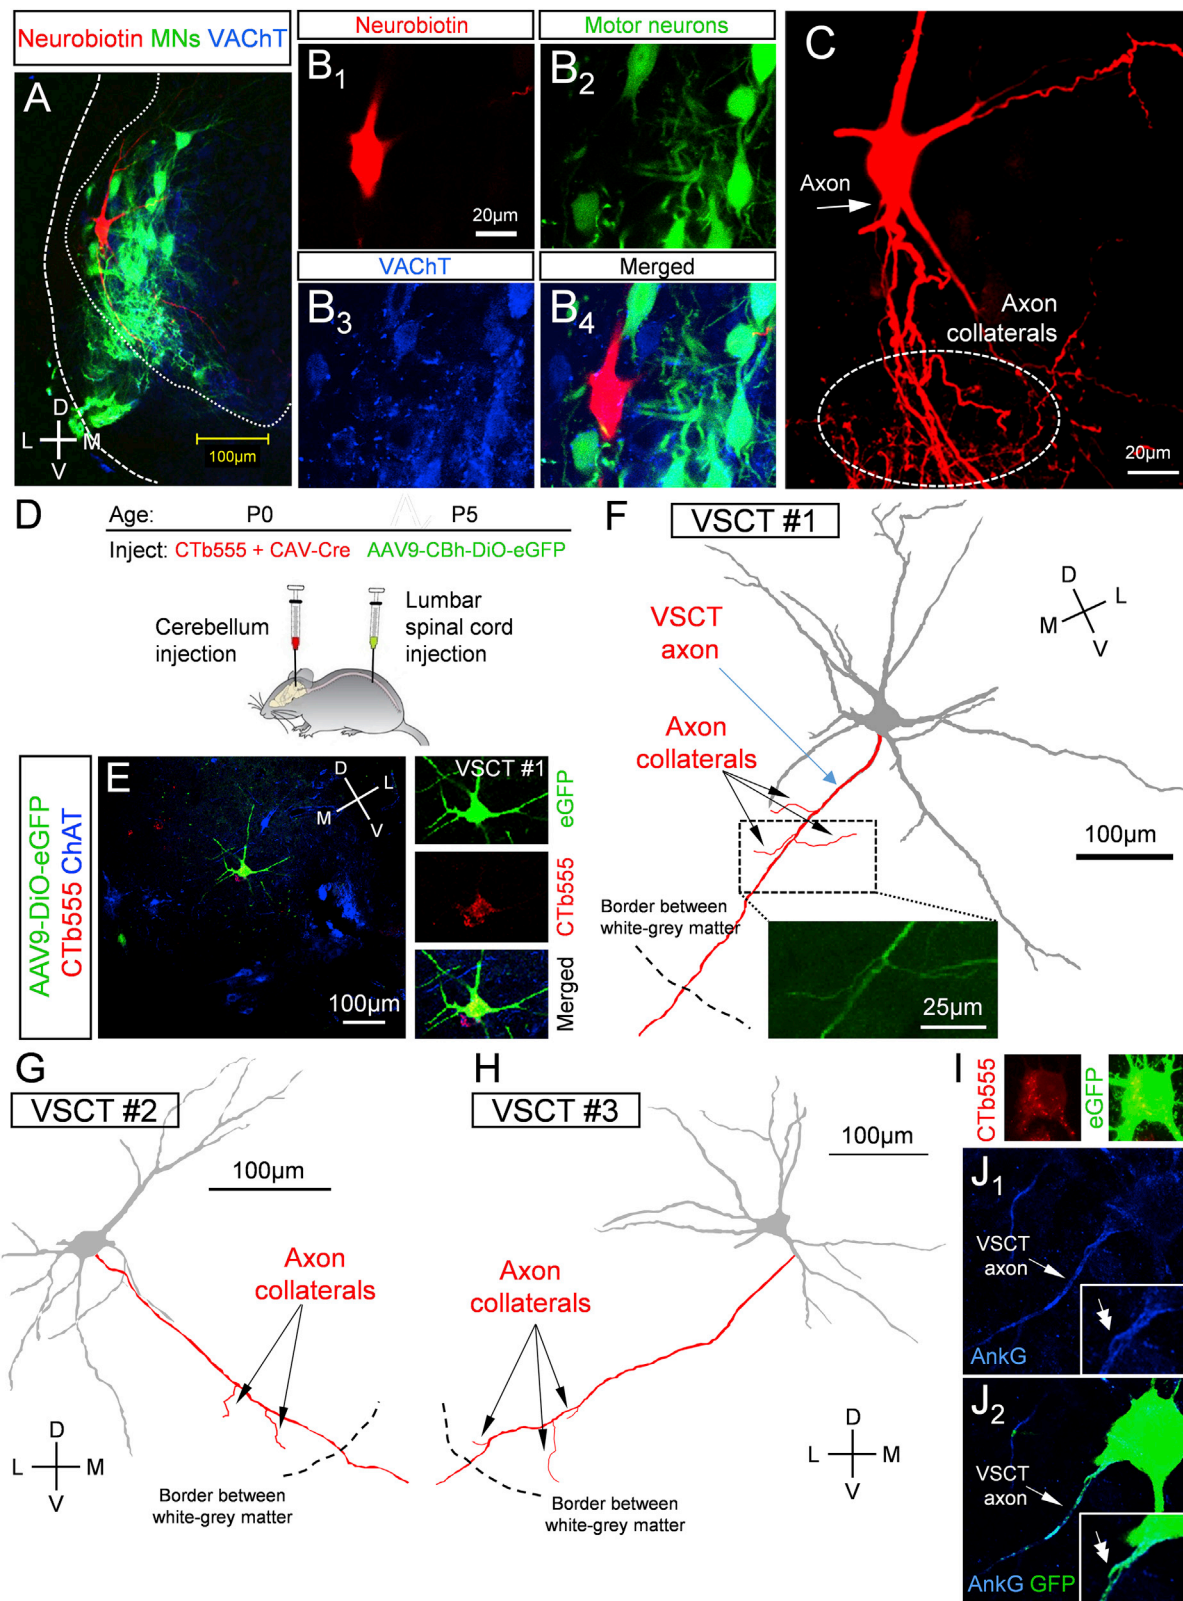 Neurobiotin MNs VAChT
A
D
L M
V
100µm
Neurobiotin
B1
20µm
Motor neurons
B2
VAChT
B3
Merged
B4
C
Axon
Axon
collaterals
20µm
D
Age: P0 P5
Inject: CTb555 + CAV-Cre AAV9-CBh-DiO-eGFP
Cerebellum
injection
Lumbar
spinal cord
injection
AAV9-DiO-eGFP
CTb555 ChAT
E
D
L
M
V
100µm
VSCT #1
eGFP
CTb555
Merged
F
VSCT #1
D
L
M
V
VSCT
axon
Axon
collaterals
100µm
Border between
white-grey matter
25µm
G
VSCT #2
100µm
Axon
collaterals
D
L M
V
Border between
white-grey matter
H
VSCT #3
100µm
Axon
collaterals
D
L M
V
Border between
white-grey matter
I
CTb555
eGFP
J1
VSCT
axon
AnkG
J2
VSCT
axon
AnkG GFP